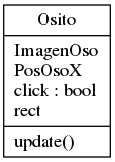 Osito
ImagenOso
PosOsoX
click : bool
rect
update()